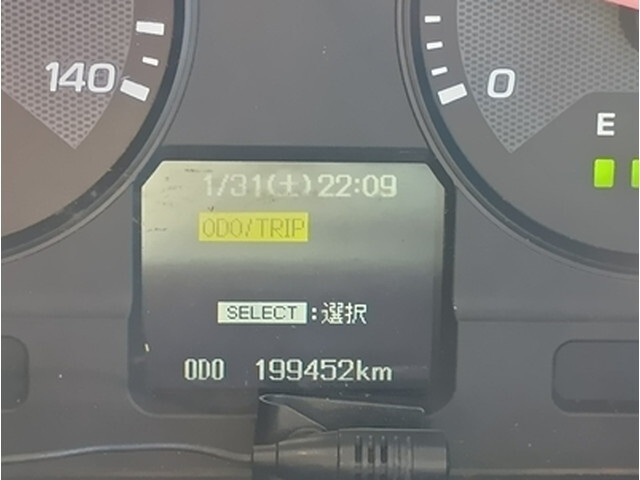 140
0
E
1/31(土)22:09
ODO/TRIP
SELECT:選択
ODO 199452km